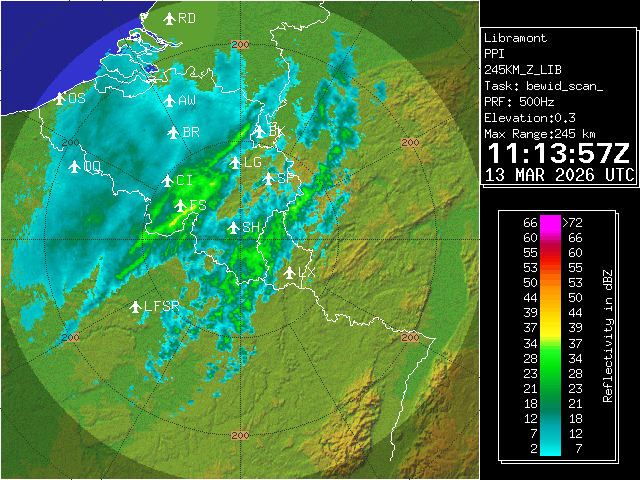 RD
200
OS
AW
BR
BK
200
200
OO
LG
CI
SP
FS
SH
LX
LFSR
200
200
200
Libramont
PPI
245KM_Z_LIB
Task: bewid_scan_
PRF: 500Hz
Elevation:0.3
Max Range:245 km
11:13:57Z
13 MAR 2026 UTC
66 >72
60 66
55 60
53 55
50 53
44 50
39 44
37 39
34 37
28 34
23 28
21 23
18 21
12 18
7 12
2 7
Reflectivity in dBZ